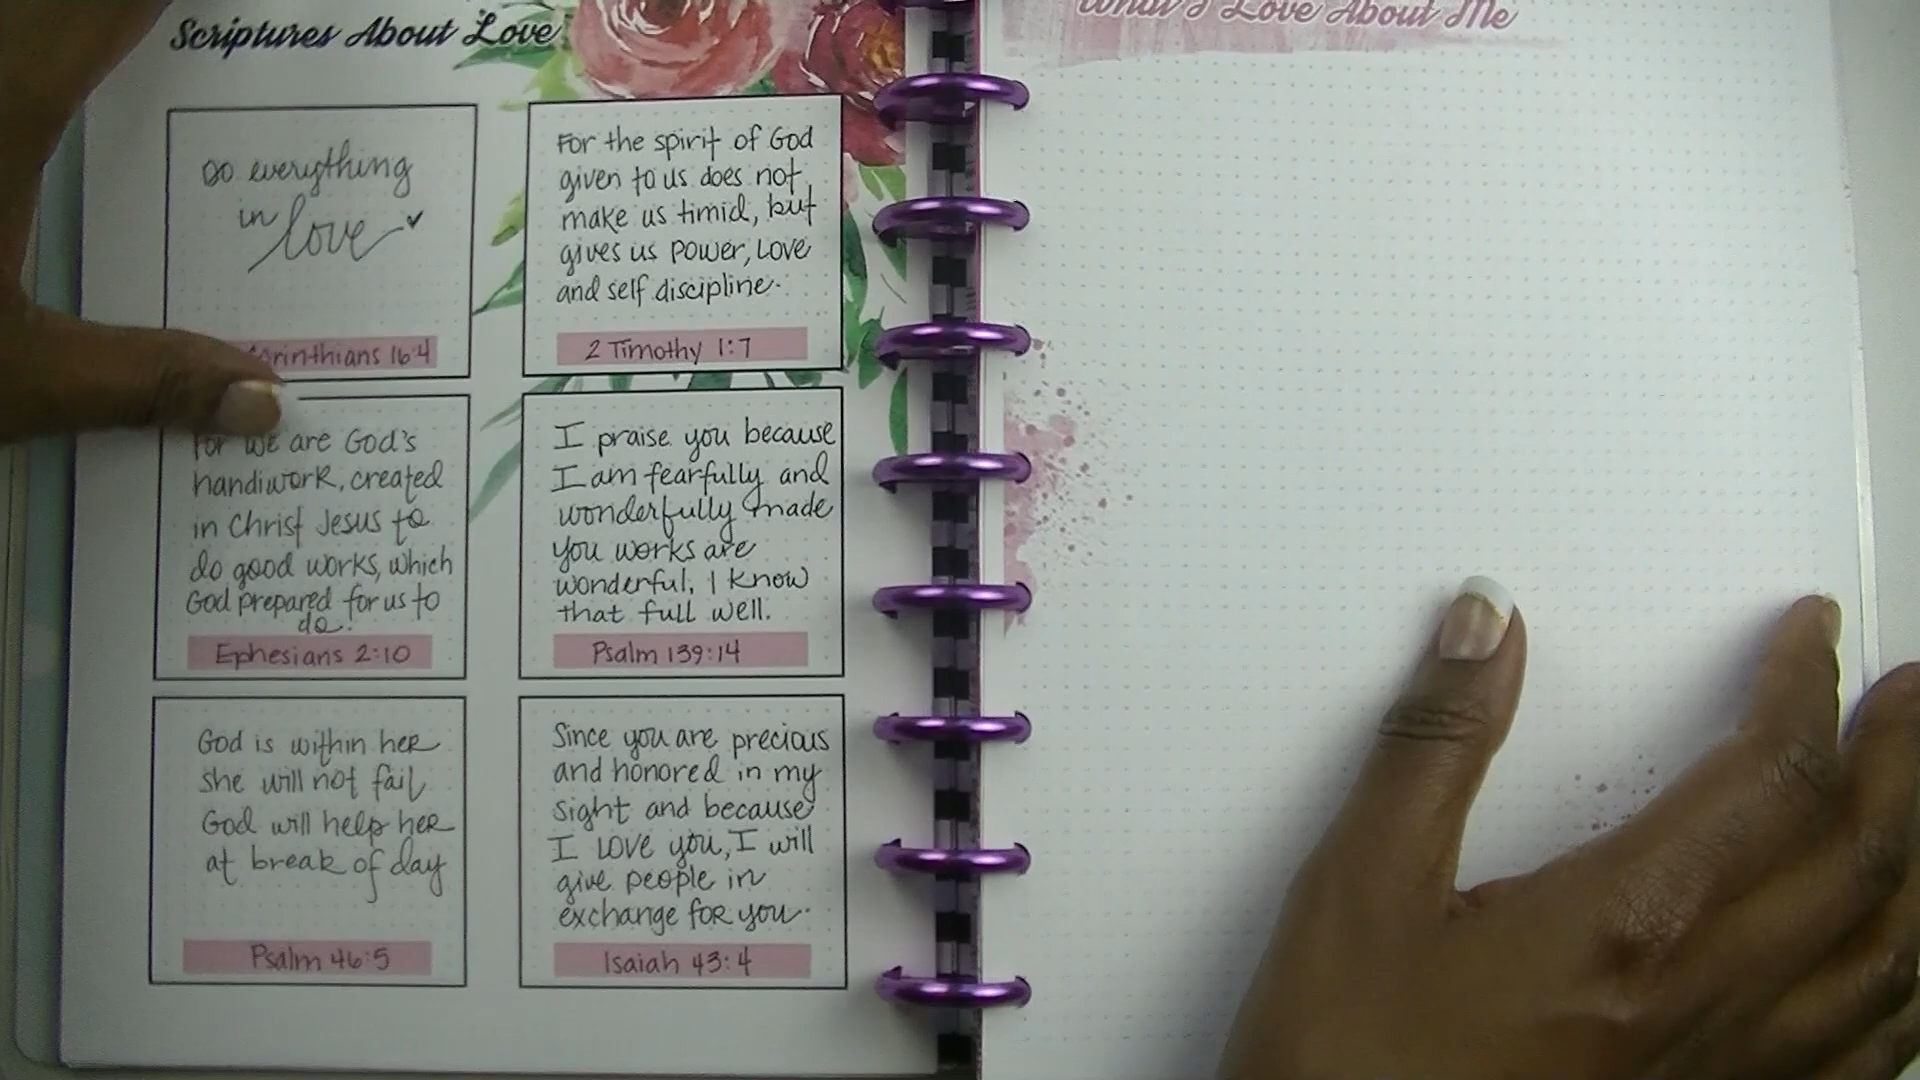 Scriptures About Love
Do everything
in love
Corinthians 16:4
For the spirit of God
given to us does not
make us timid, but
gives us power, love
and self discipline.
2 Timothy 1:7
For we are God's
handiwork, created
in Christ Jesus to
do good works, which
God prepared for us to
do.
Ephesians 2:10
I praise you because
I am fearfully and
wonderfully made
you works are
wonderful, I know
that full well.
Psalm 139:14
God is within her
she will not fail
God will help her
at break of day
Psalm 46:5
Since you are precious
and honored in my
sight and because
I love you, I will
give people in
exchange for you.
Isaiah 43:4
What I Love About Me